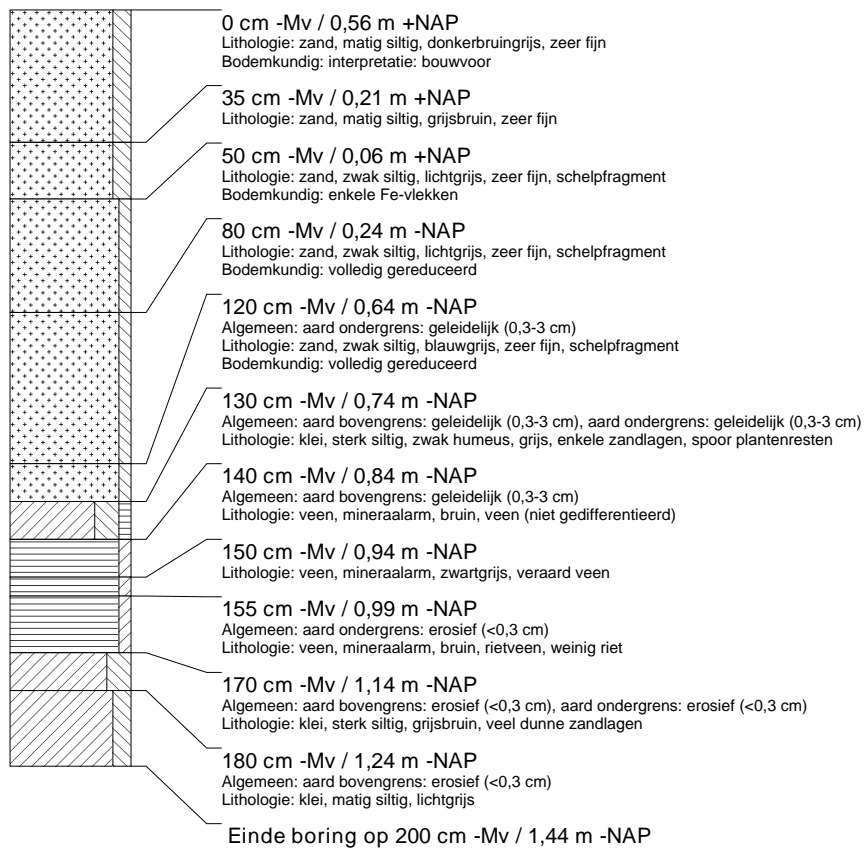 0 cm -Mv / 0,56 m +NAP
Lithologie: zand, matig siltig, donkerbruingrijs, zeer fijn
Bodemkundig: interpretatie: bouwvoor
35 cm -Mv / 0,21 m +NAP
Lithologie: zand, matig siltig, grijsbruin, zeer fijn
50 cm -Mv / 0,06 m +NAP
Lithologie: zand, zwak siltig, lichtgrijs, zeer fijn, schelpfragment
Bodemkundig: enkele Fe-vlekken
80 cm -Mv / 0,24 m -NAP
Lithologie: zand, zwak siltig, lichtgrijs, zeer fijn, schelpfragment
Bodemkundig: volledig gereduceerd
120 cm -Mv / 0,64 m -NAP
Algemeen: aard ondergrens: geleidelijk (0,3-3 cm)
Lithologie: zand, zwak siltig, blauwgrijs, zeer fijn, schelpfragment
Bodemkundig: volledig gereduceerd
130 cm -Mv / 0,74 m -NAP
Algemeen: aard bovengrens: geleidelijk (0,3-3 cm), aard ondergrens: geleidelijk (0,3-3 cm)
Lithologie: klei, sterk siltig, zwak humeus, grijs, enkele zandlagen, spoor plantenresten
140 cm -Mv / 0,84 m -NAP
Algemeen: aard bovengrens: geleidelijk (0,3-3 cm)
Lithologie: veen, mineraalarm, bruin, veen (niet gedifferentieerd)
150 cm -Mv / 0,94 m -NAP
Lithologie: veen, mineraalarm, zwartgrijs, veraard veen
155 cm -Mv / 0,99 m -NAP
Algemeen: aard ondergrens: erosief (<0,3 cm)
Lithologie: veen, mineraalarm, bruin, rietveen, weinig riet
170 cm -Mv / 1,14 m -NAP
Algemeen: aard bovengrens: erosief (<0,3 cm), aard ondergrens: erosief (<0,3 cm)
Lithologie: klei, sterk siltig, grijsbruin, veel dunne zandlagen
180 cm -Mv / 1,24 m -NAP
Algemeen: aard bovengrens: erosief (<0,3 cm)
Lithologie: klei, matig siltig, lichtgrijs
Einde boring op 200 cm -Mv / 1,44 m -NAP